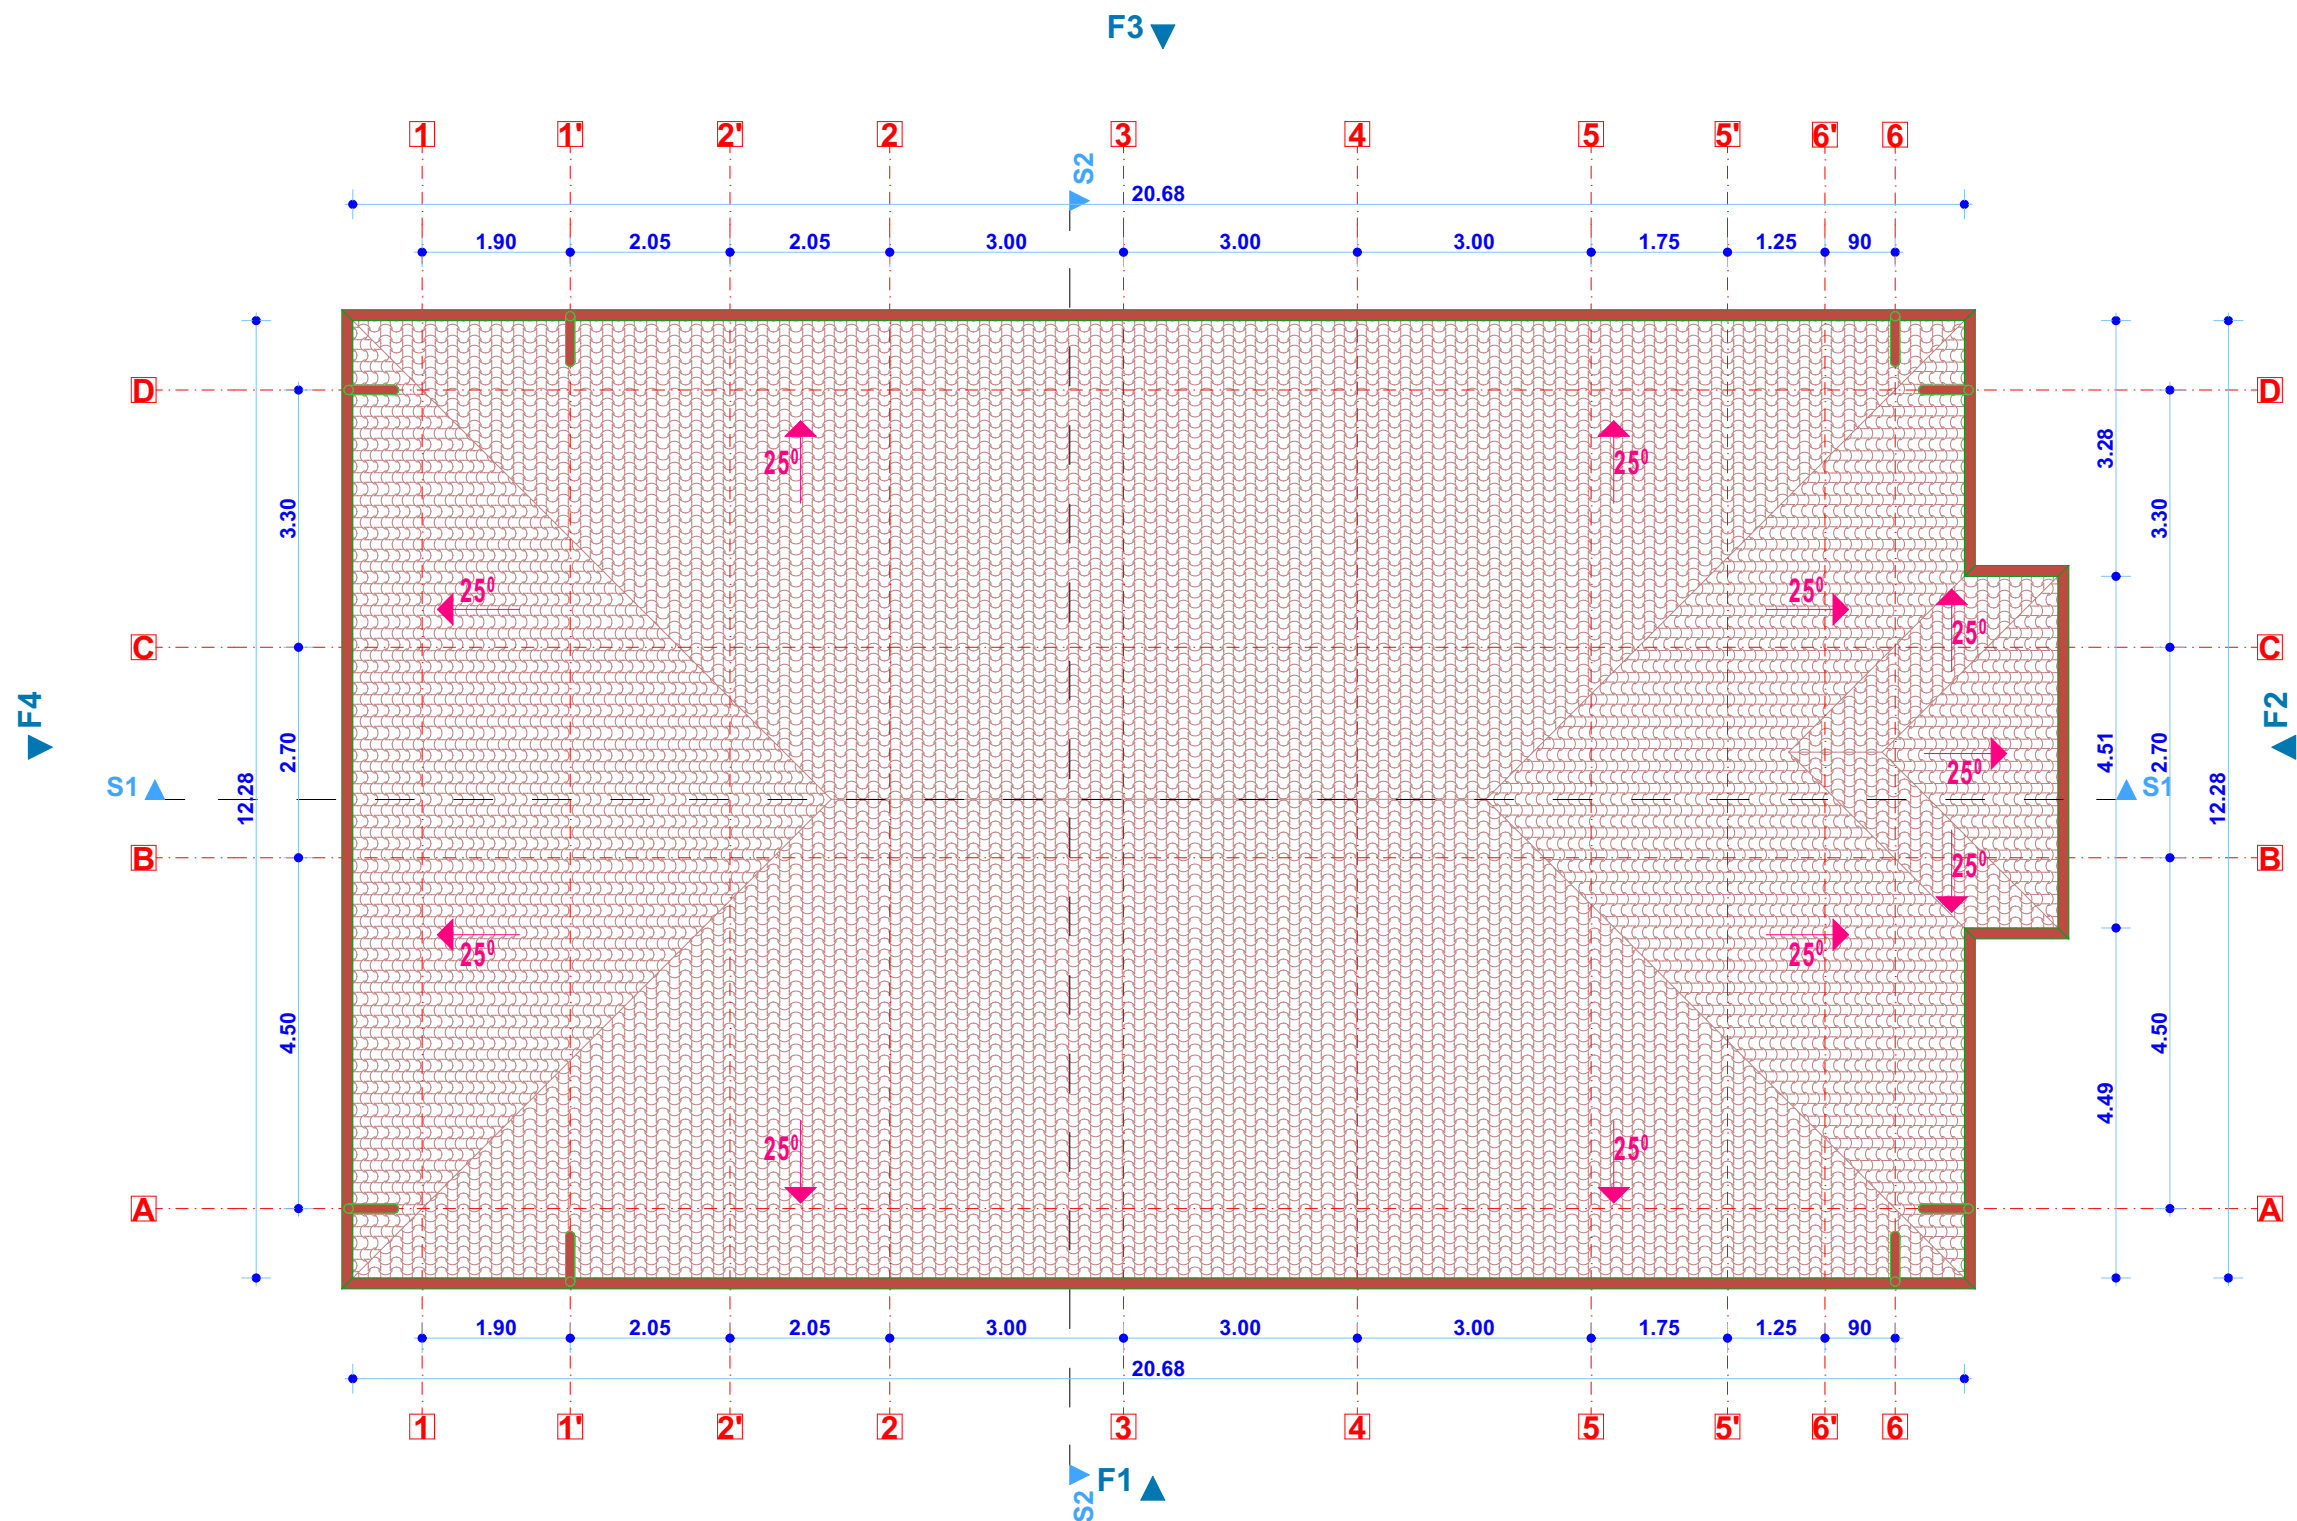 F3
1 1' 2' 2 3 4 5 5' 6' 6
S2
20.68
1.90 2.05 2.05 3.00 3.00 3.00 1.75 1.25 90
D D
25⁰ 25⁰
3.30 3.28 3.30
25⁰ 25⁰
25⁰
C C
F4 F2
2.70 4.51 2.70
25⁰
S1 12.28 12.28 S1
B B
25⁰
25⁰ 25⁰
4.50 4.49 4.50
25⁰ 25⁰
A A
1.90 2.05 2.05 3.00 3.00 3.00 1.75 1.25 90
20.68
1 1' 2' 2 3 4 5 5' 6' 6
F1
S2